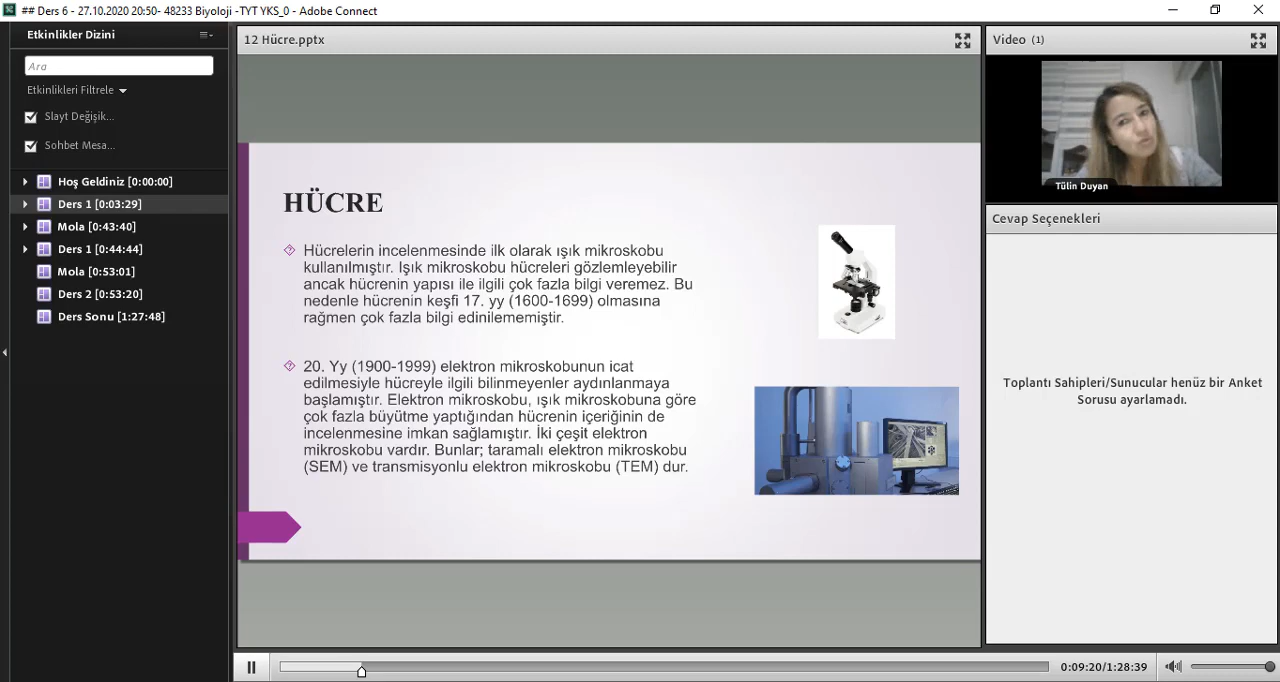 ## Ders 6 - 27.10.2020 20:50- 48233 Biyoloji -TYT YKS_0 - Adobe Connect
Etkinlikler Dizini
Ara
Etkinlikleri Filtrele
Slayt Değişik...
Sohbet Mesa...
Hoş Geldiniz [0:00:00]
Ders 1 [0:03:29]
Mola [0:43:40]
Ders 1 [0:44:44]
Mola [0:53:01]
Ders 2 [0:53:20]
Ders Sonu [1:27:48]
12 Hücre.pptx
HÜCRE
Hücrelerin incelenmesinde ilk olarak ışık mikroskobu
kullanılmıştır. Işık mikroskobu hücreleri gözlemleyebilir
ancak hücrenin yapısı ile ilgili çok fazla bilgi veremez. Bu
nedenle hücrenin keşfi 17. yy (1600-1699) olmasına
rağmen çok fazla bilgi edinilememiştir.
20. Yy (1900-1999) elektron mikroskobunun icat
edilmesiyle hücreyle ilgili bilinmeyenler aydınlanmaya
başlamıştır. Elektron mikroskobu, ışık mikroskobuna göre
çok fazla büyütme yaptığından hücrenin içeriğinin de
incelenmesine imkan sağlamıştır. İki çeşit elektron
mikroskobu vardır. Bunlar; taramalı elektron mikroskobu
(SEM) ve transmisyonlu elektron mikroskobu (TEM) dur.
Video (1)
Tülin Duyan
Cevap Seçenekleri
Toplantı Sahipleri/Sunucular henüz bir Anket
Sorusu ayarlamadı.
0:09:20/1:28:39